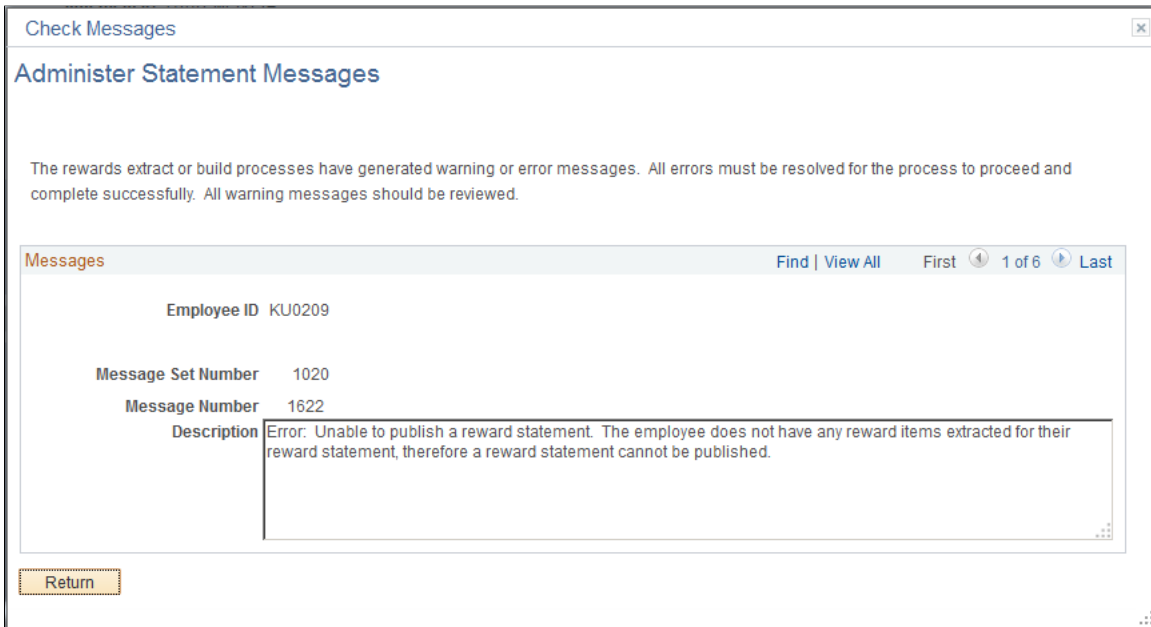 Check Messages
Administer Statement Messages
The rewards extract or build processes have generated warning or error messages. All errors must be resolved for the process to proceed and
complete successfully. All warning messages should be reviewed.
Messages Find | View All First 1 of 6 Last
Employee ID KU0209
Message Set Number 1020
Message Number 1622
Description Error: Unable to publish a reward statement. The employee does not have any reward items extracted for their
reward statement, therefore a reward statement cannot be published.
Return